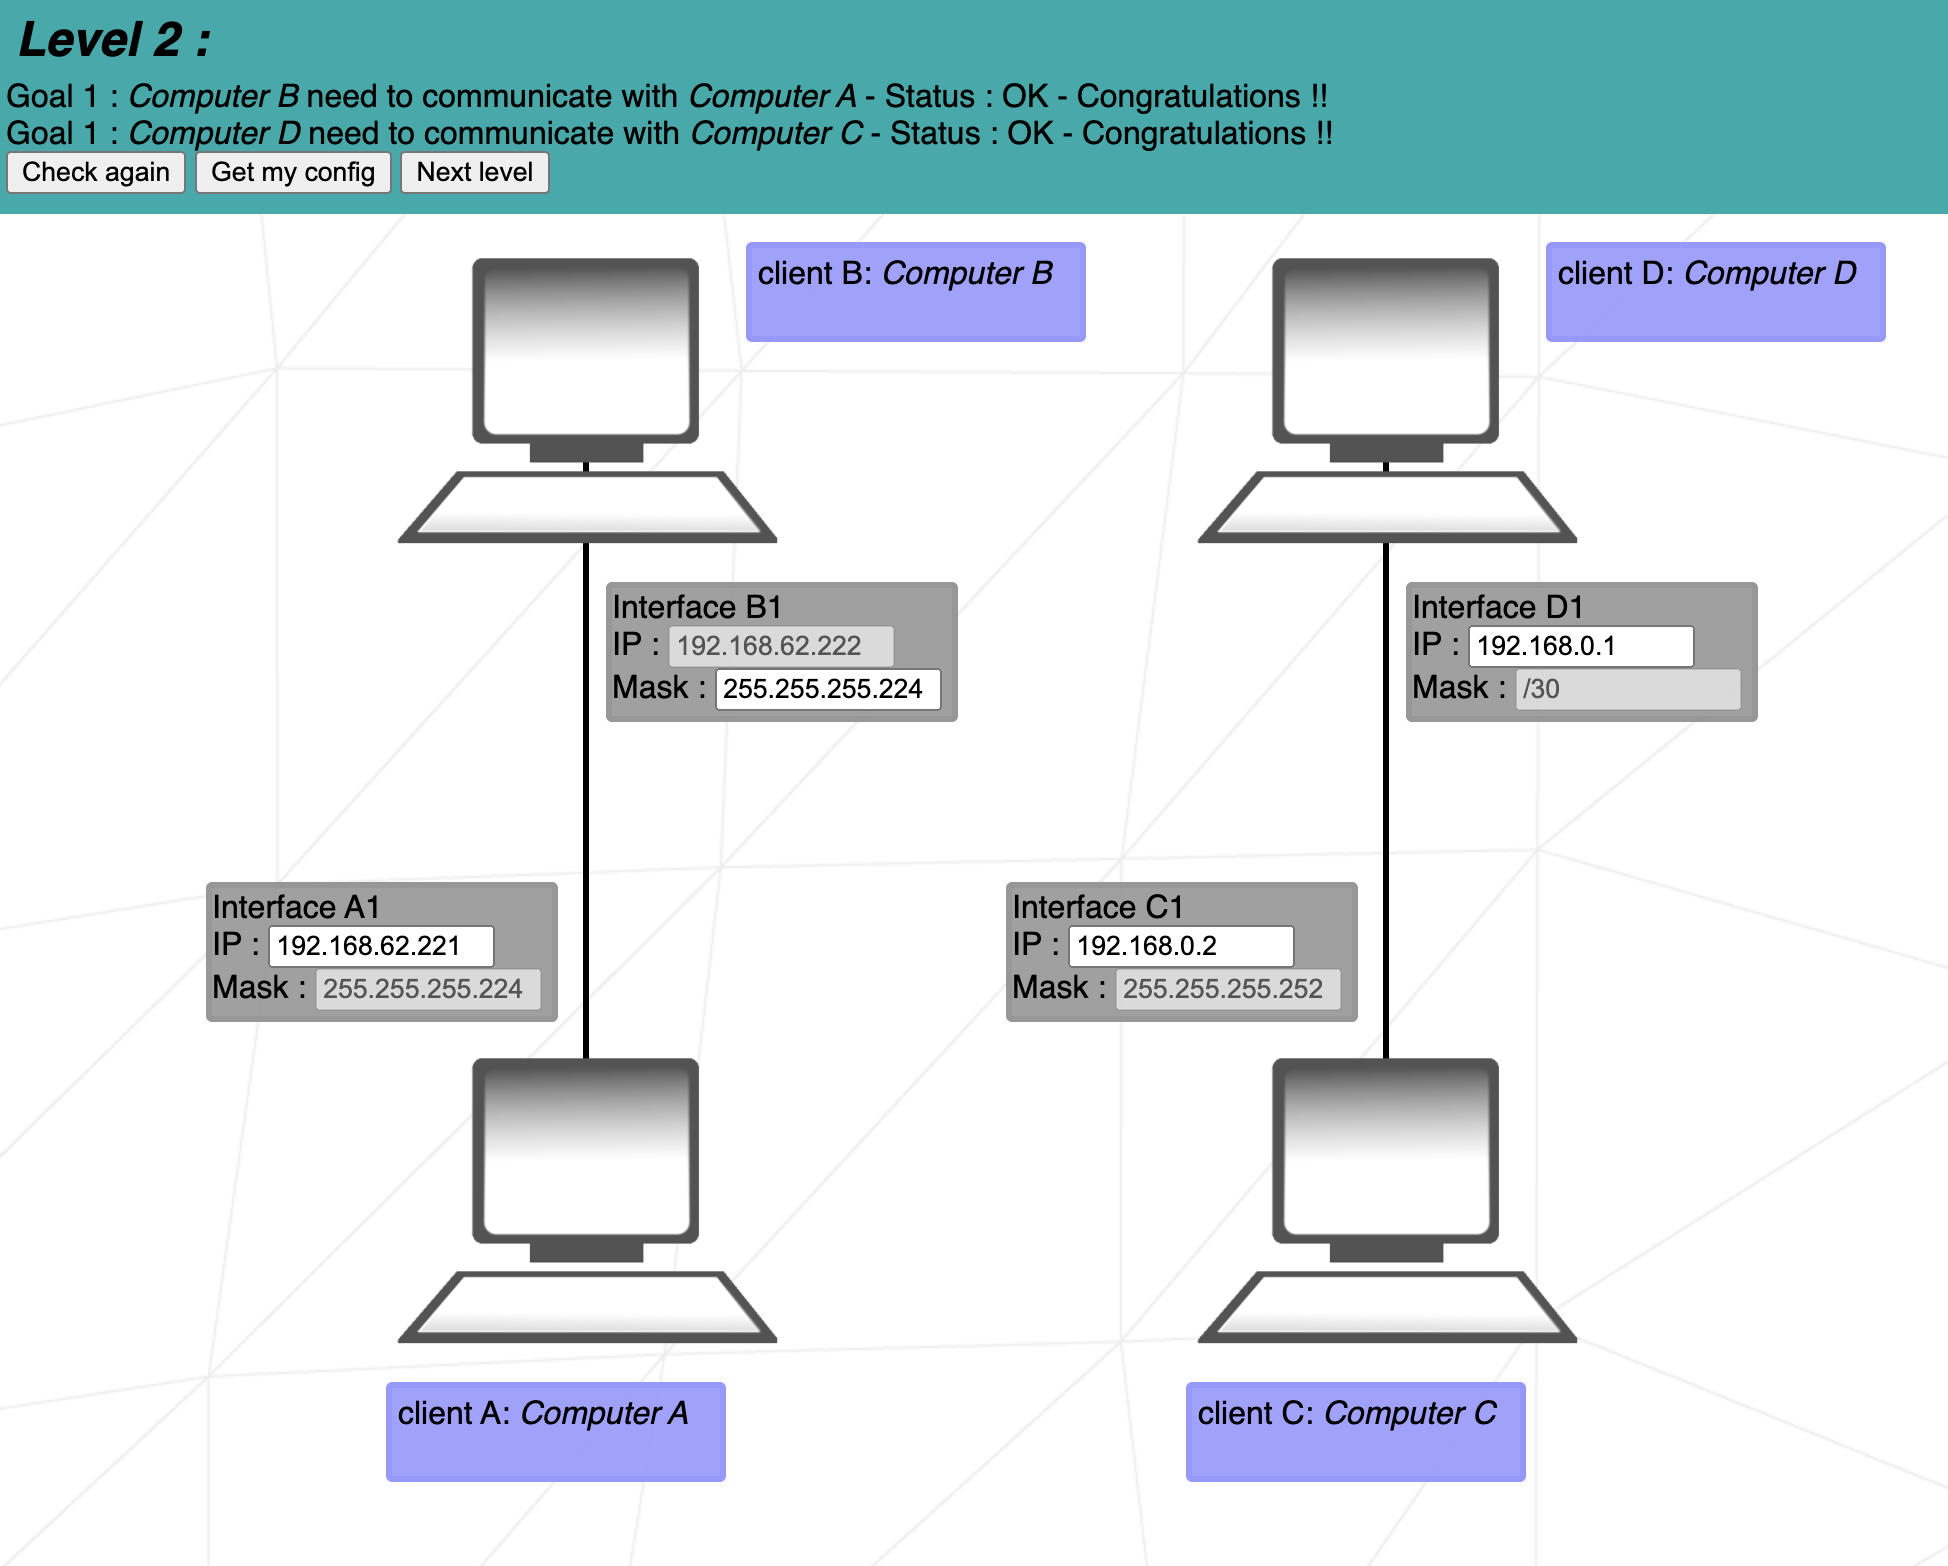 Level 2 :
Goal 1 : Computer B need to communicate with Computer A - Status : OK - Congratulations !!
Goal 1 : Computer D need to communicate with Computer C - Status : OK - Congratulations !!
Check again Get my config Next level
client B: Computer B
client D: Computer D
Interface B1
IP : 192.168.62.222
Mask : 255.255.255.224
Interface D1
IP : 192.168.0.1
Mask : /30
Interface A1
IP : 192.168.62.221
Mask : 255.255.255.224
Interface C1
IP : 192.168.0.2
Mask : 255.255.255.252
client A: Computer A
client C: Computer C